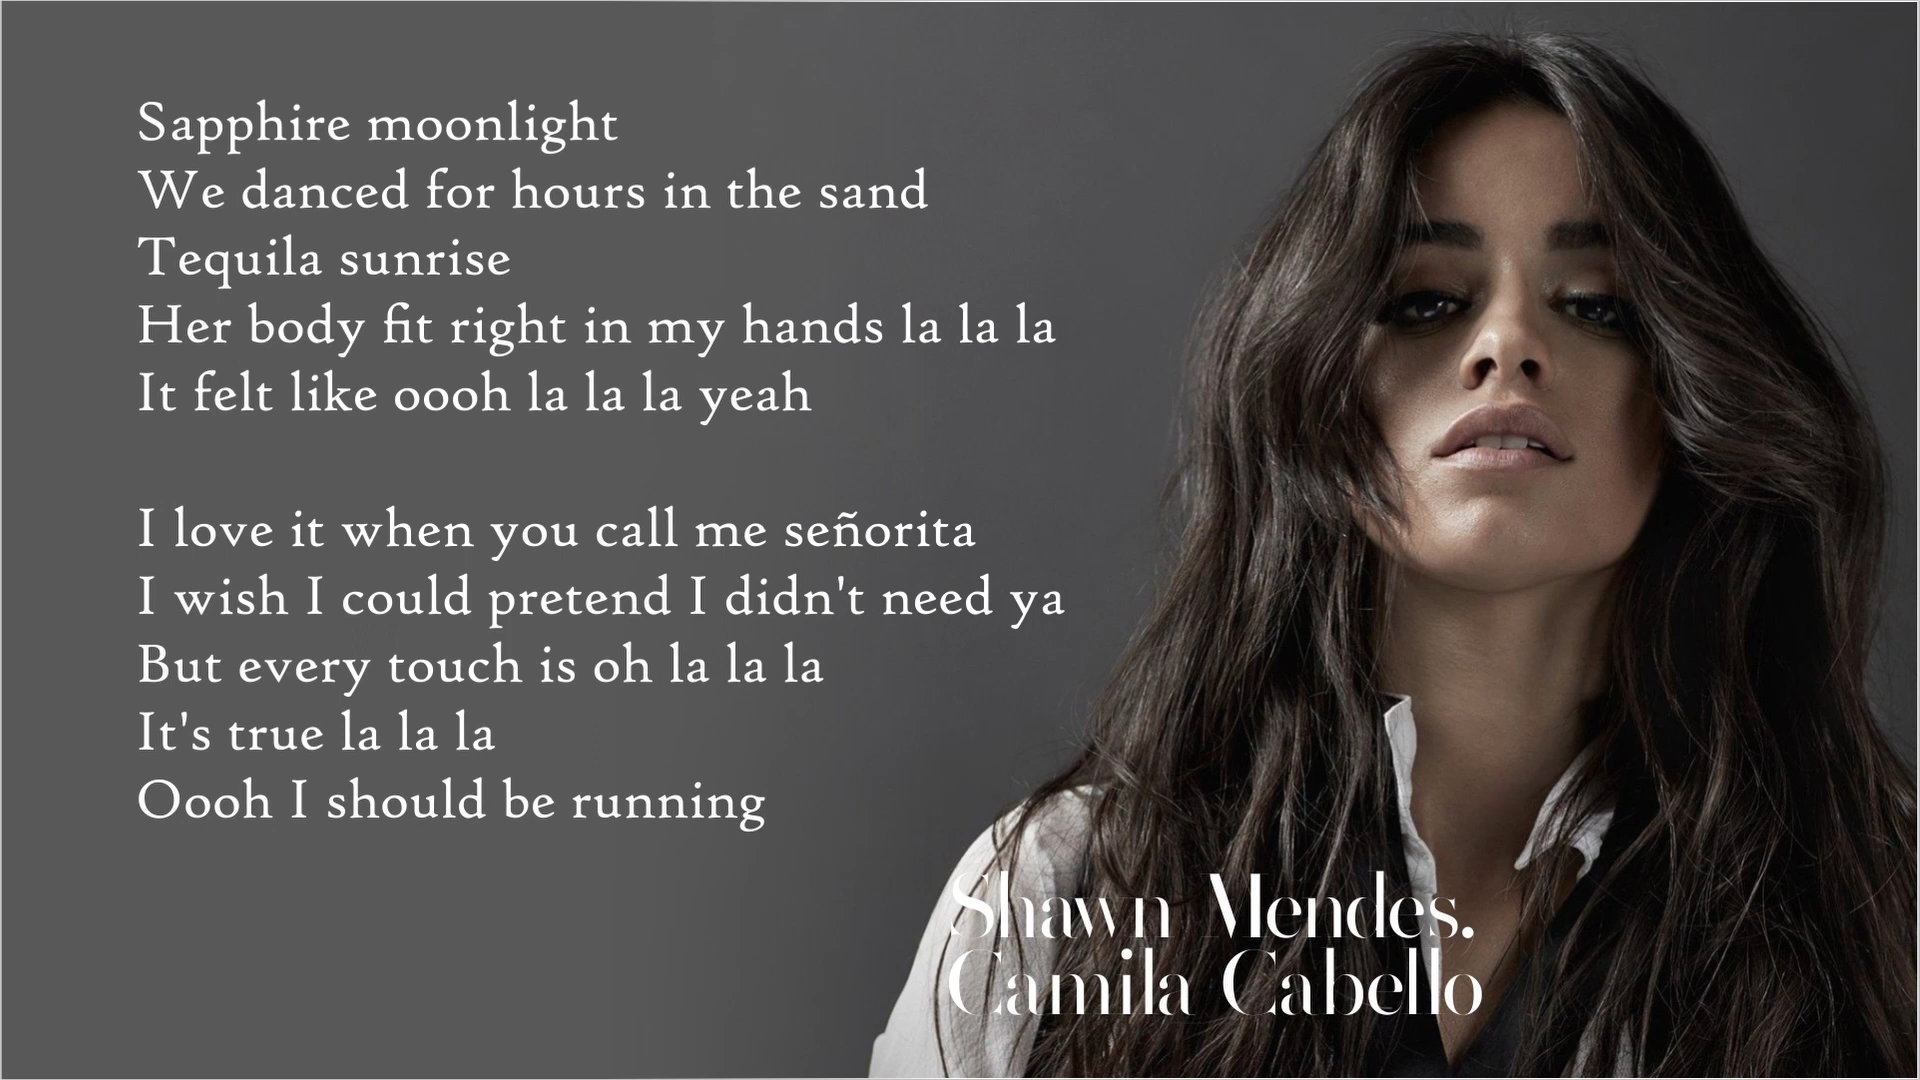 Sapphire moonlight
We danced for hours in the sand
Tequila sunrise
Her body fit right in my hands la la la
It felt like oooh la la la yeah
I love it when you call me señorita
I wish I could pretend I didn't need ya
But every touch is oh la la la
It's true la la la
Oooh I should be running
Shawn Mendes.
Camila Cabello